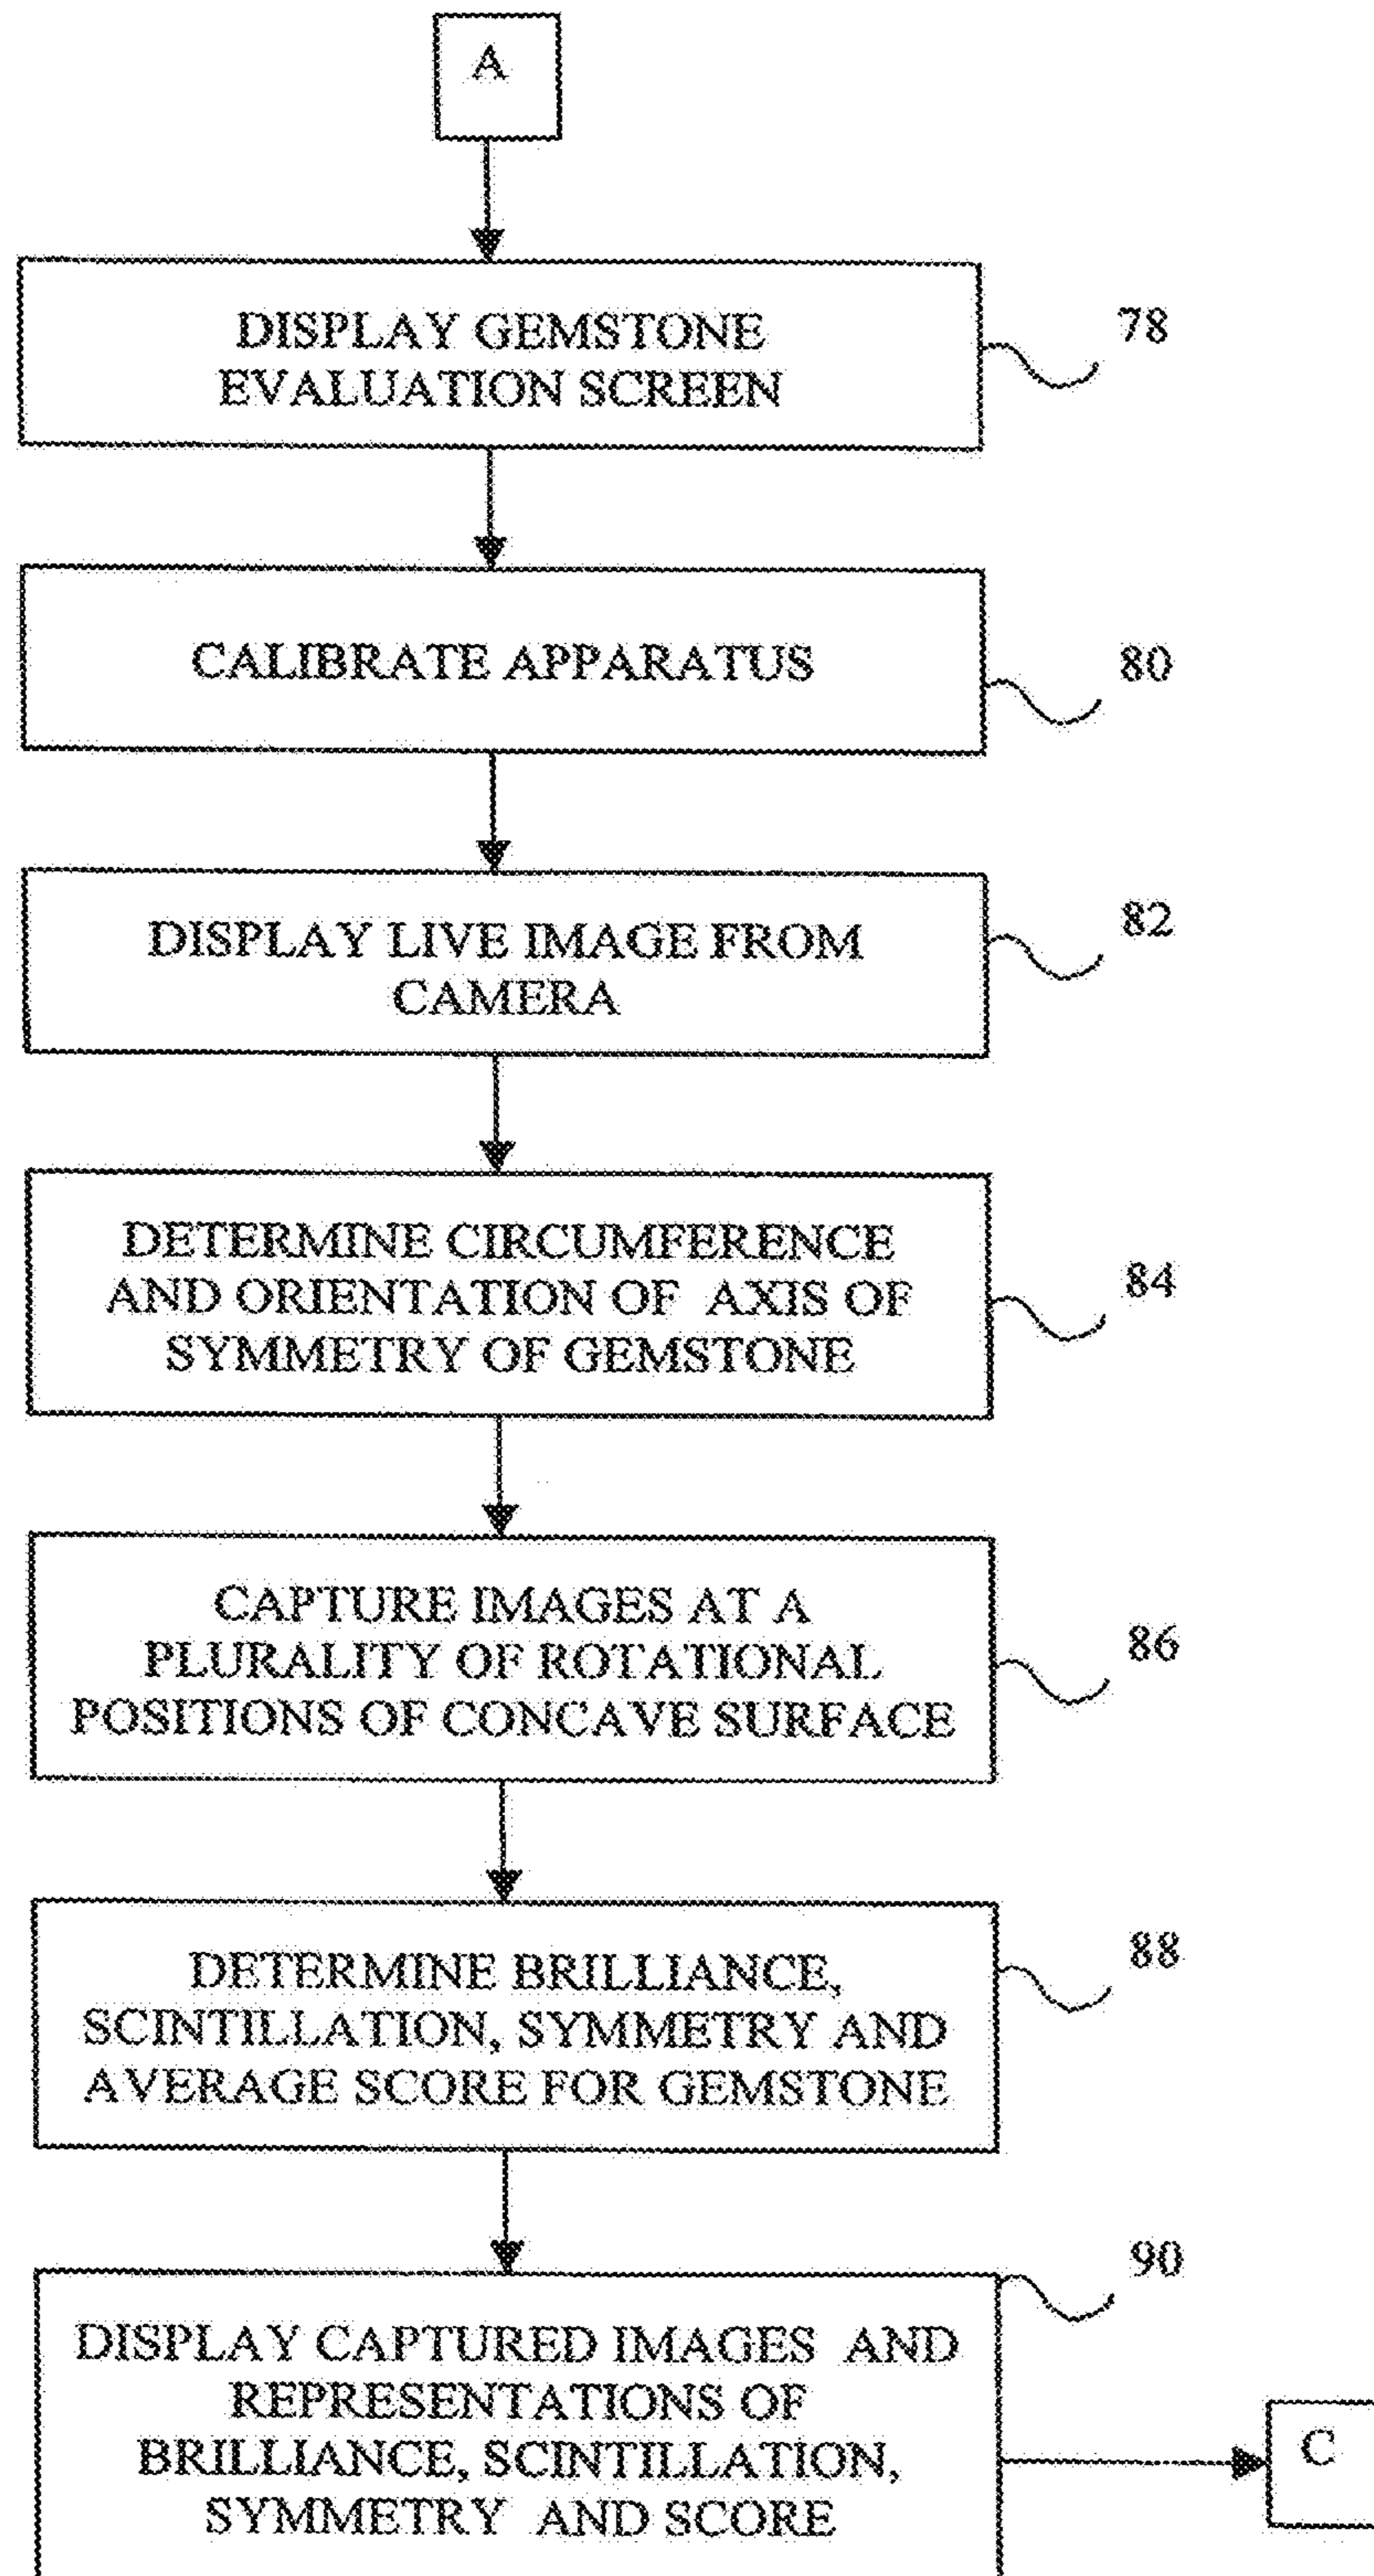 A
DISPLAY GEMSTONE
EVALUATION SCREEN
78
CALIBRATE APPARATUS
80
DISPLAY LIVE IMAGE FROM
CAMERA
82
DETERMINE CIRCUMFERENCE
AND ORIENTATION OF AXIS OF
SYMMETRY OF GEMSTONE
84
CAPTURE IMAGES AT A
PLURALITY OF ROTATIONAL
POSITIONS OF CONCAVE SURFACE
86
DETERMINE BRILLIANCE,
SCINTILLATION, SYMMETRY AND
AVERAGE SCORE FOR GEMSTONE
88
DISPLAY CAPTURED IMAGES AND
REPRESENTATIONS OF
BRILLIANCE, SCINTILLATION,
SYMMETRY AND SCORE
90
C